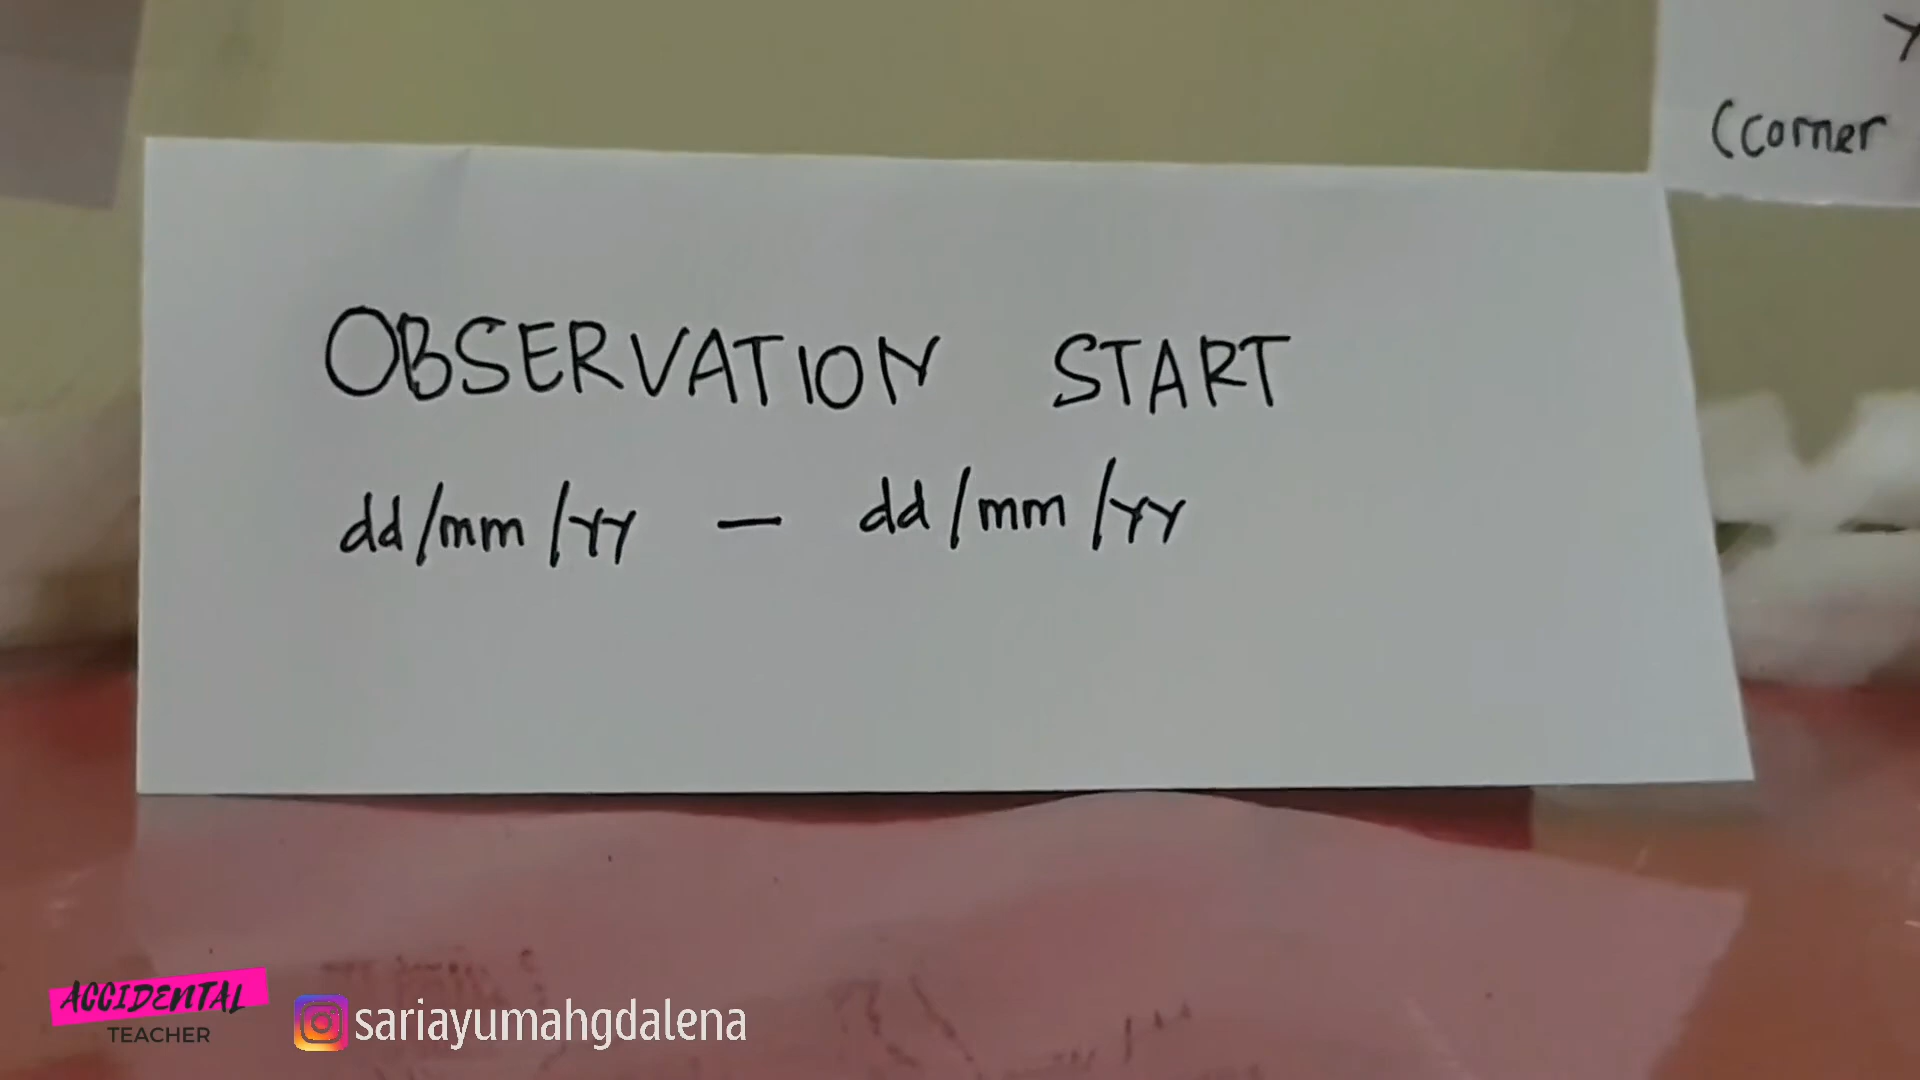 (corner
OBSERVATION START
dd/mm/yy — dd/mm/yy
ACCIDENTAL
TEACHER
sariayumahgdalena